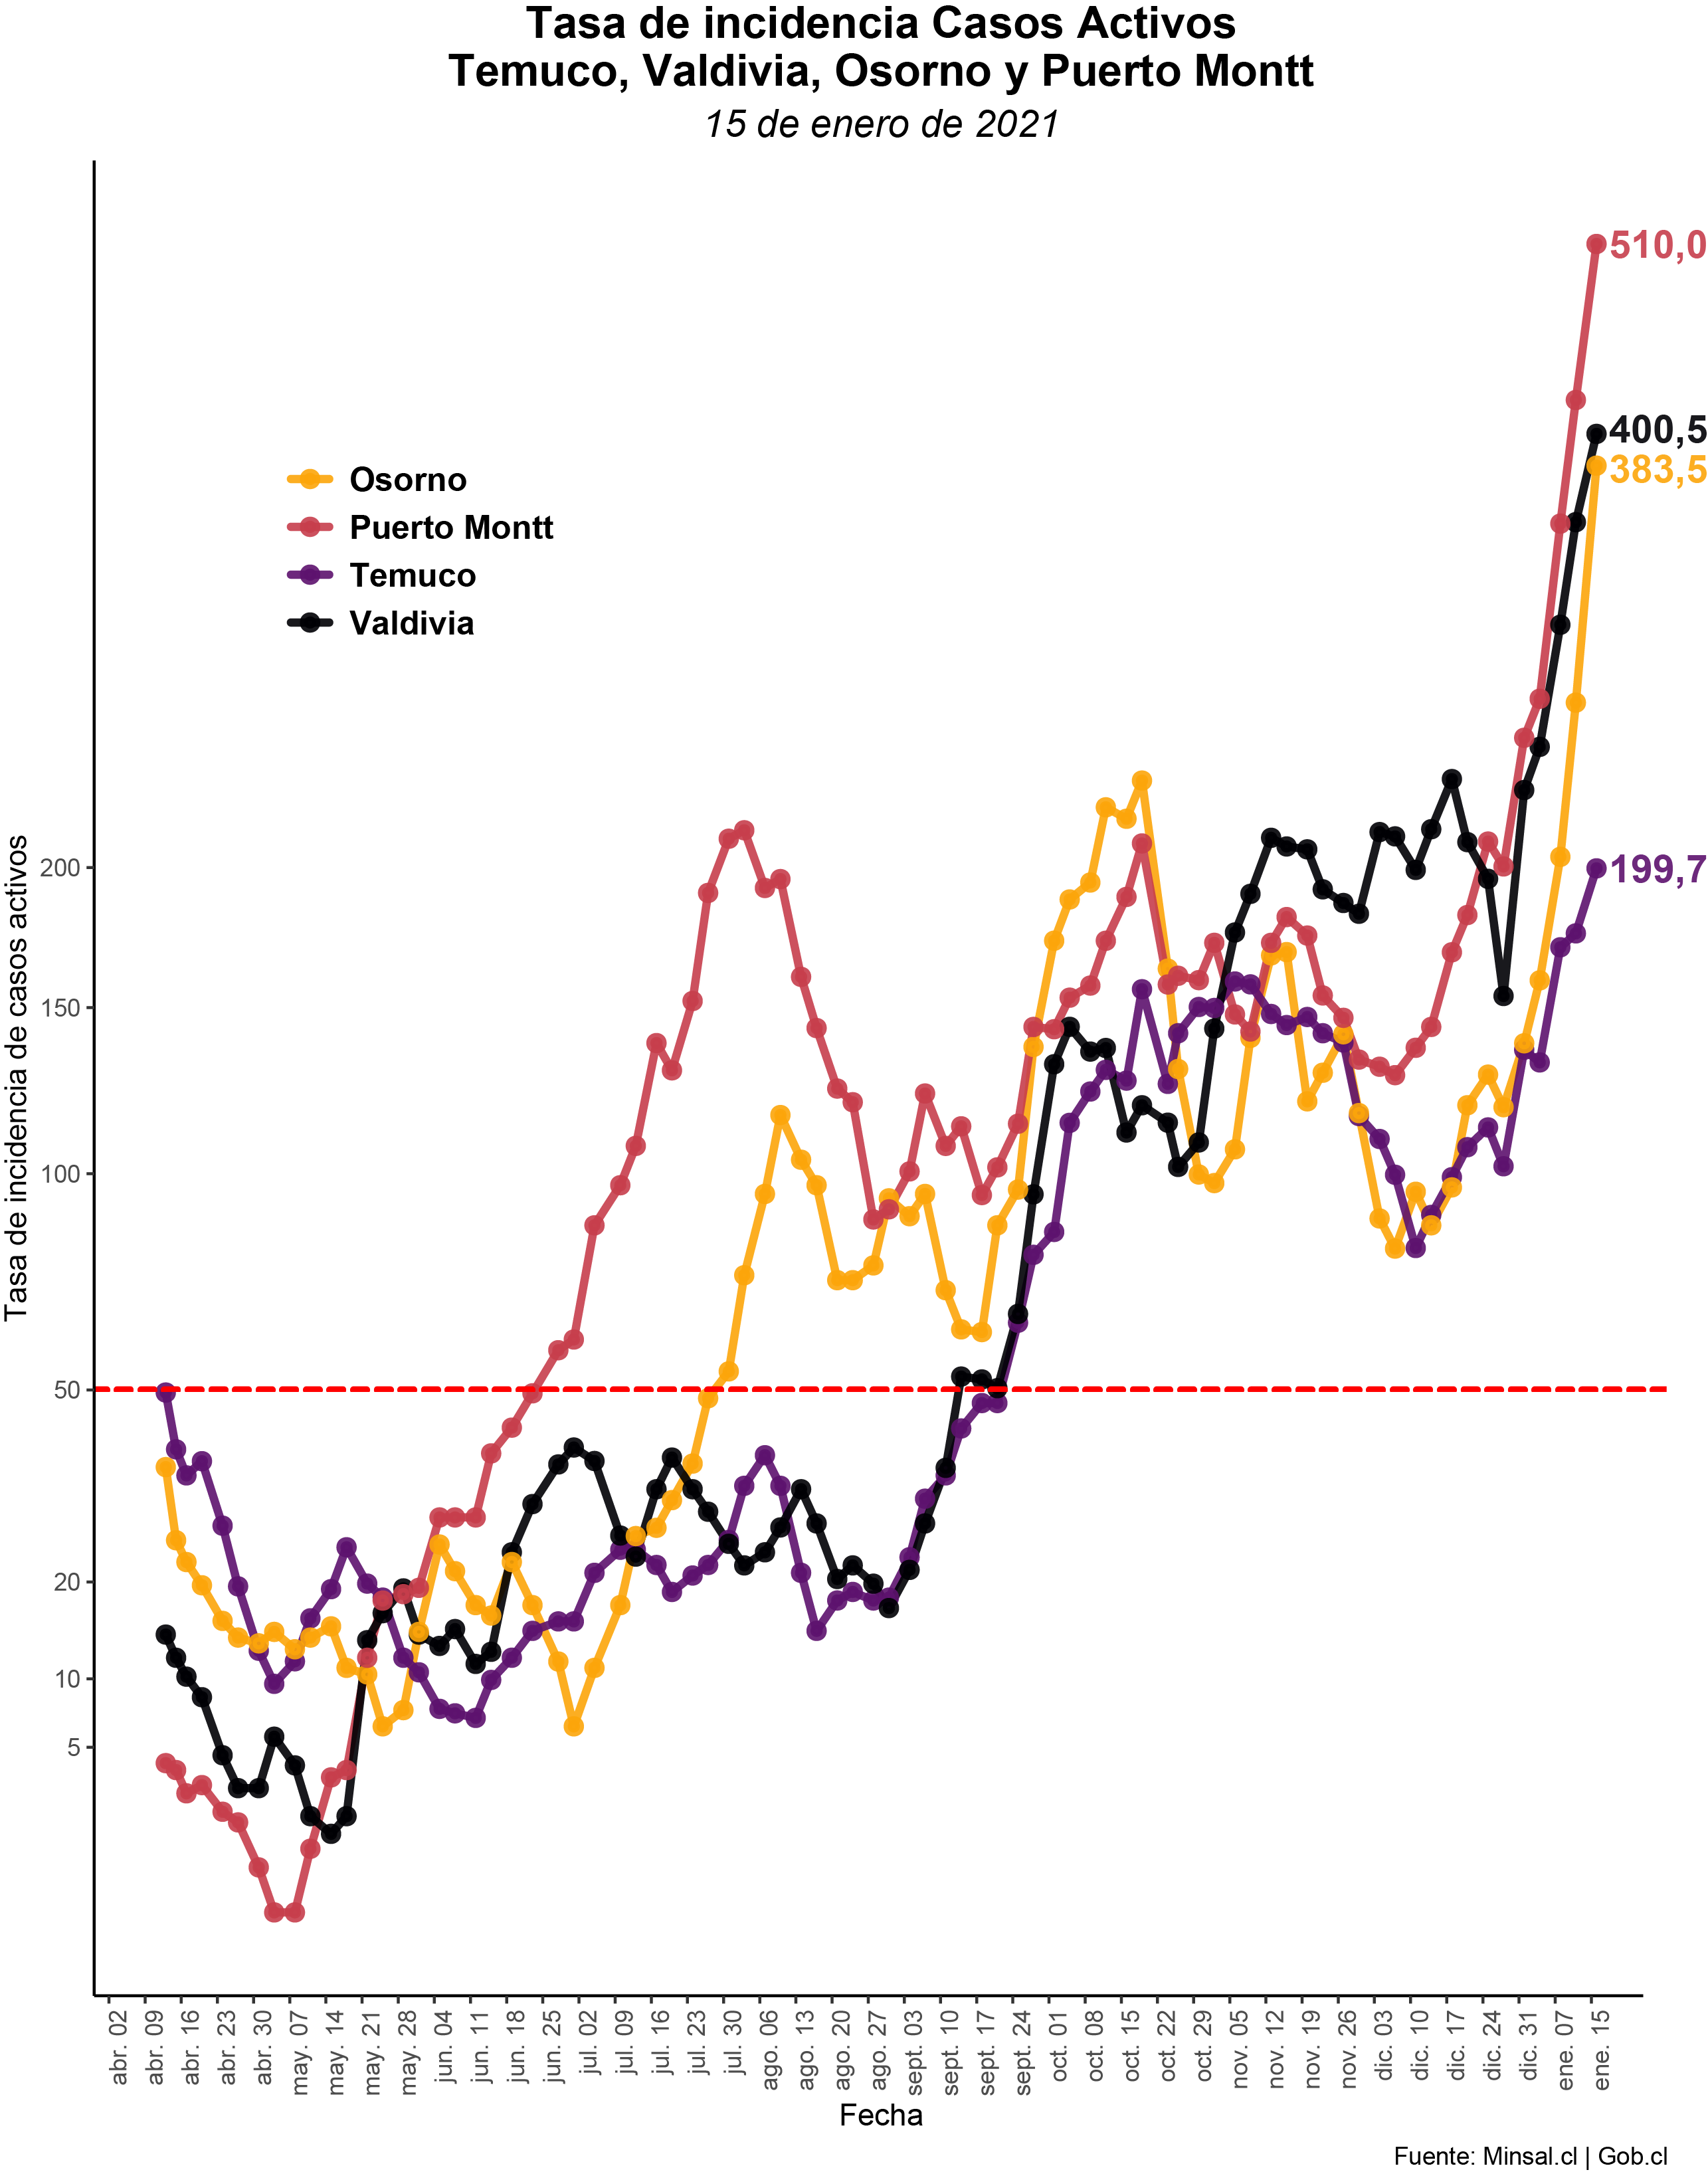 Tasa de incidencia Casos Activos
Temuco, Valdivia, Osorno y Puerto Montt
15 de enero de 2021
510,0
400,5
383,5
199,7
Osorno
Puerto Montt
Temuco
Valdivia
Tasa de incidencia de casos activos
200
150
100
50
20
10
5
abr. 02
abr. 09
abr. 16
abr. 23
abr. 30
may. 07
may. 14
may. 21
may. 28
jun. 04
jun. 11
jun. 18
jun. 25
jul. 02
jul. 09
jul. 16
jul. 23
jul. 30
ago. 06
ago. 13
ago. 20
ago. 27
sept. 03
sept. 10
sept. 17
sept. 24
oct. 01
oct. 08
oct. 15
oct. 22
oct. 29
nov. 05
nov. 12
nov. 19
nov. 26
dic. 03
dic. 10
dic. 17
dic. 24
dic. 31
ene. 07
ene. 15
Fecha
Fuente: Minsal.cl | Gob.cl